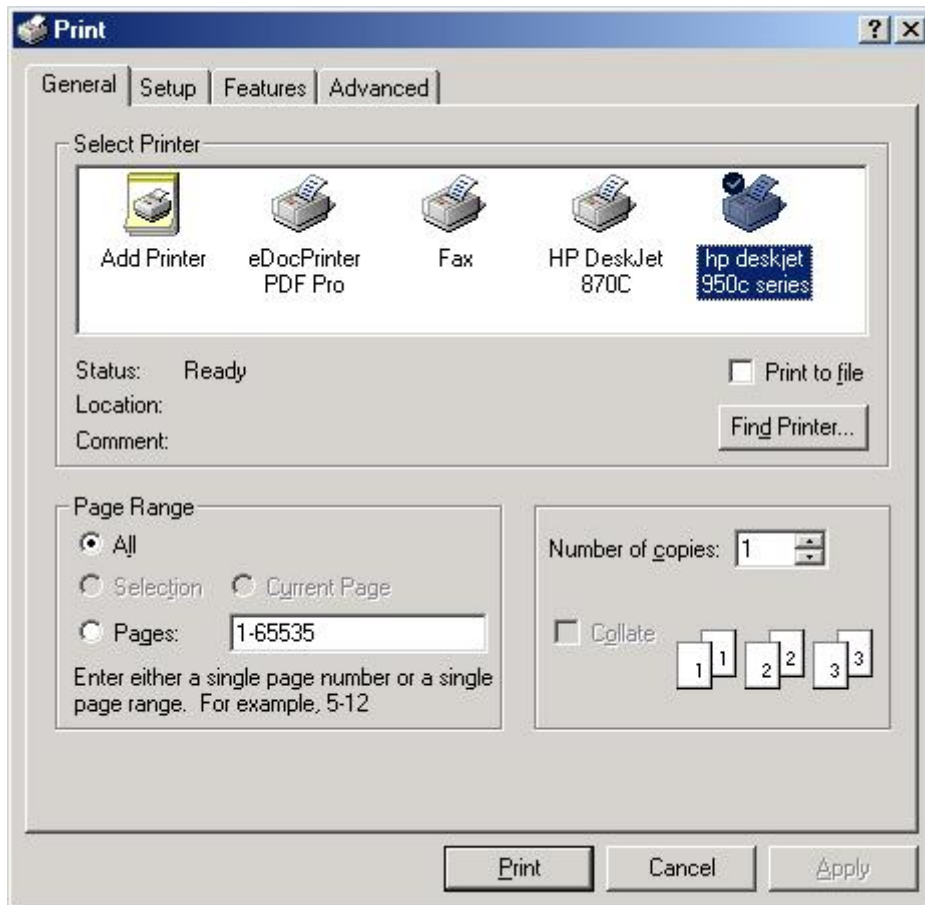 Print
General Setup Features Advanced
Select Printer
Add Printer
eDocPrinter
PDF Pro
Fax
HP DeskJet
870C
hp deskjet
950c series
Status: Ready
Print to file
Location:
Comment:
Find Printer...
Page Range
All
Selection Current Page
Pages: 1-65535
Enter either a single page number or a single
page range. For example, 5-12
Number of copies: 1
Collate
1 1 2 2 3 3
Print Cancel Apply